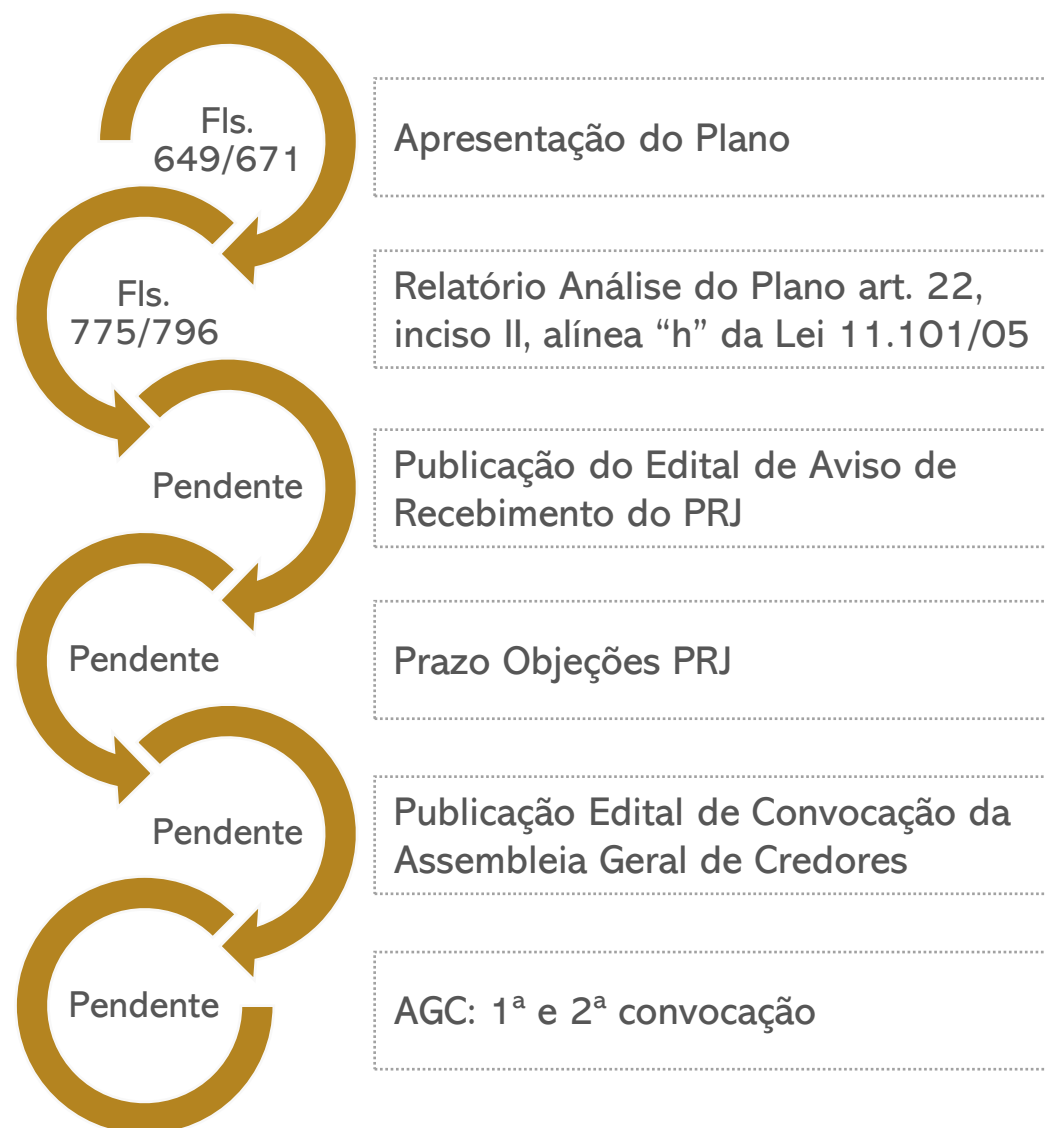 Fls.
649/671
Apresentação do Plano
Fls.
775/796
Relatório Análise do Plano art. 22,
inciso II, alínea “h” da Lei 11.101/05
Pendente
Publicação do Edital de Aviso de
Recebimento do PRJ
Pendente
Prazo Objeções PRJ
Pendente
Publicação Edital de Convocação da
Assembleia Geral de Credores
Pendente
AGC: 1ª e 2ª convocação